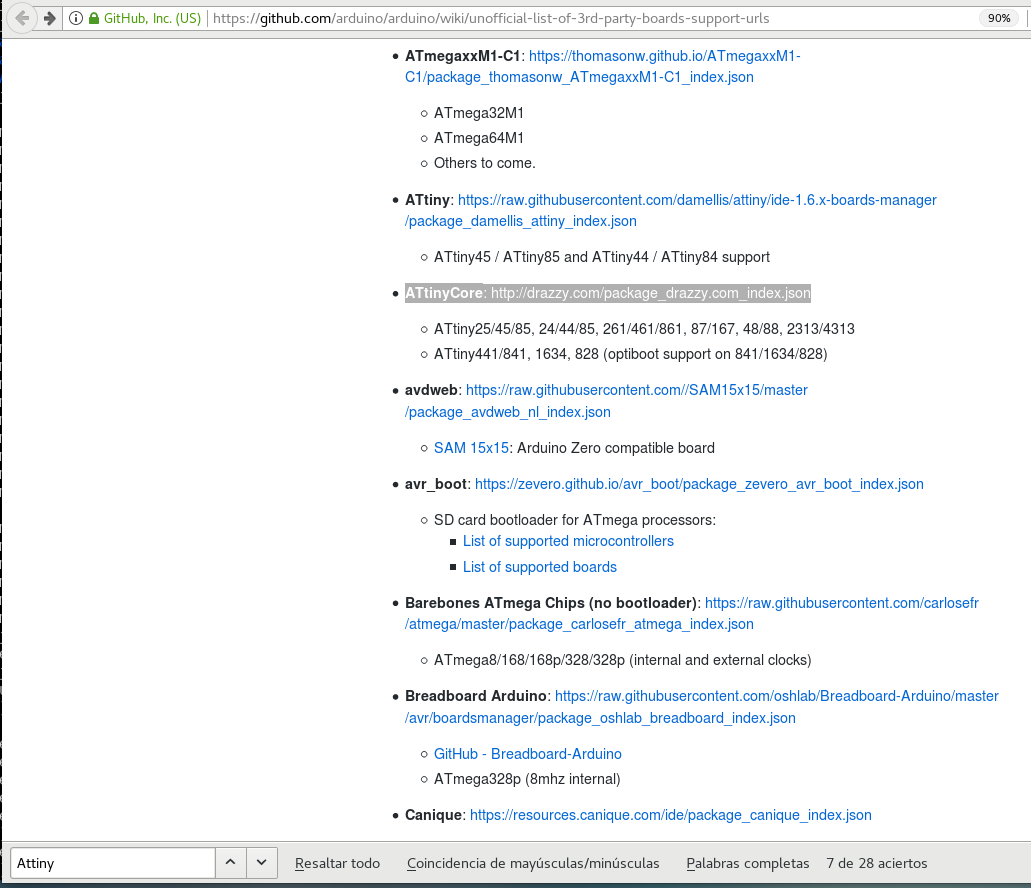 GitHub, Inc. (US) https://github.com/arduino/arduino/wiki/unofficial-list-of-3rd-party-boards-support-urls 90%
ATmegaxxM1-C1: https://thomasonw.github.io/ATmegaxxM1-
C1/package_thomasonw_ATmegaxxM1-C1_index.json
ATmega32M1
ATmega64M1
Others to come.
ATtiny: https://raw.githubusercontent.com/damellis/attiny/ide-1.6.x-boards-manager
/package_damellis_attiny_index.json
ATtiny45 / ATtiny85 and ATtiny44 / ATtiny84 support
ATtinyCore: http://drazzy.com/package_drazzy.com_index.json
ATtiny25/45/85, 24/44/85, 261/461/861, 87/167, 48/88, 2313/4313
ATtiny441/841, 1634, 828 (optiboot support on 841/1634/828)
avdweb: https://raw.githubusercontent.com//SAM15x15/master
/package_avdweb_nl_index.json
SAM 15x15: Arduino Zero compatible board
avr_boot: https://zevero.github.io/avr_boot/package_zevero_avr_boot_index.json
SD card bootloader for ATmega processors:
List of supported microcontrollers
List of supported boards
Barebones ATmega Chips (no bootloader): https://raw.githubusercontent.com/carlosefr
/atmega/master/package_carlosefr_atmega_index.json
ATmega8/168/168p/328/328p (internal and external clocks)
Breadboard Arduino: https://raw.githubusercontent.com/oshlab/Breadboard-Arduino/master
/avr/boardsmanager/package_oshlab_breadboard_index.json
GitHub - Breadboard-Arduino
ATmega328p (8mhz internal)
Canique: https://resources.canique.com/ide/package_canique_index.json
Attiny Resaltar todo Coincidencia de mayúsculas/minúsculas Palabras completas 7 de 28 aciertos